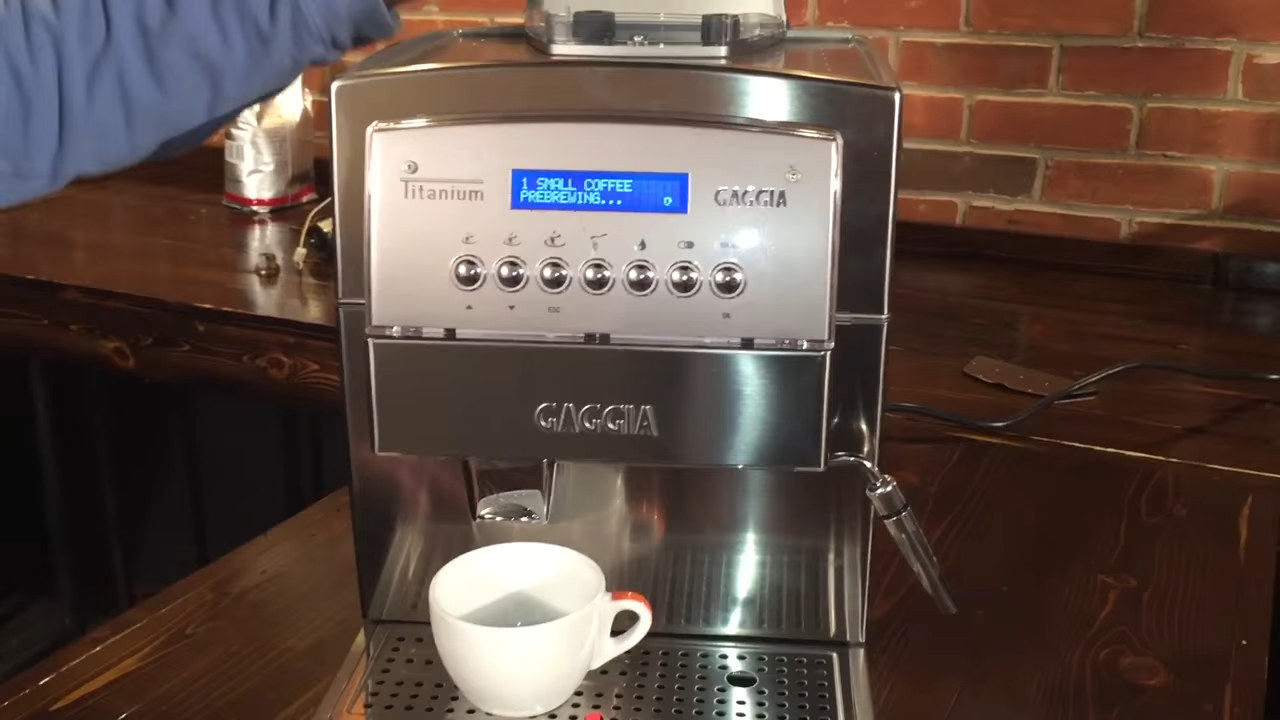 Titanium
1 SMALL COFFEE
PREBREWING...
GAGGIA
ESC
OK
GAGGIA